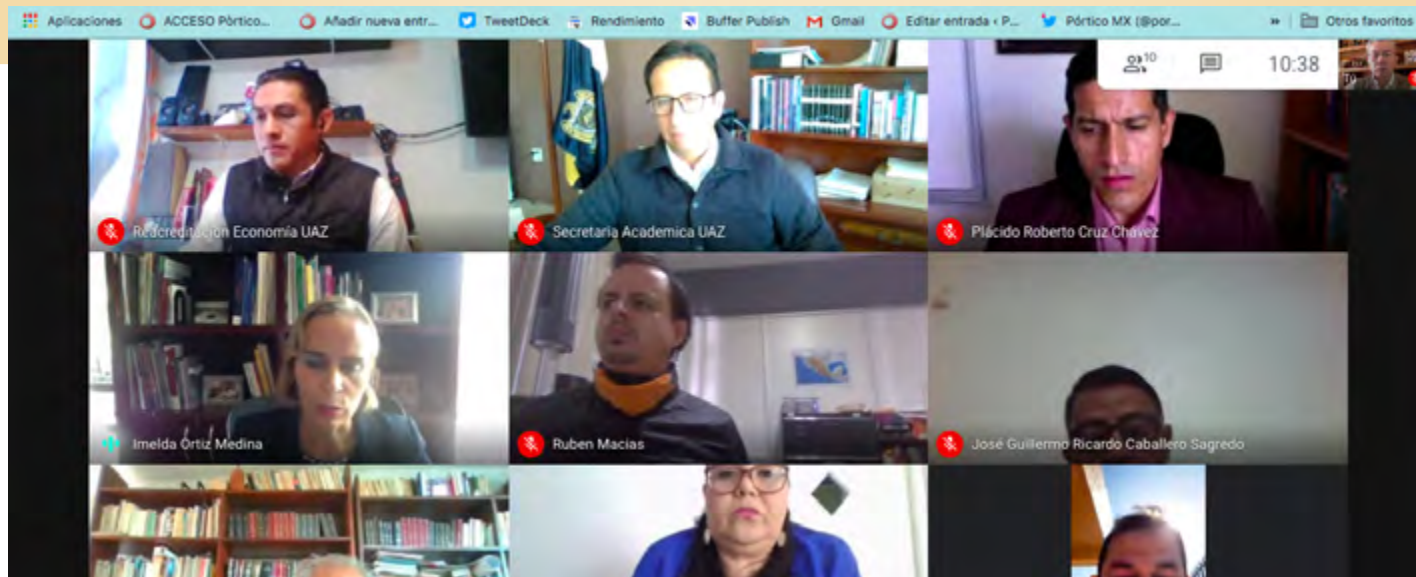 Aplicaciones ACCESO Pòrtico... Añadir nueva entr... TweetDeck Rendimiento Buffer Publish Gmail Editar entrada ‹ P... Pórtico MX (@por... » Otros favoritos
10 10:38
Reacreditación Economía UAZ
Secretaria Academica UAZ
Plácido Roberto Cruz Chávez
Imelda Ortiz Medina
Ruben Macias
José Guillermo Ricardo Caballero Sagredo